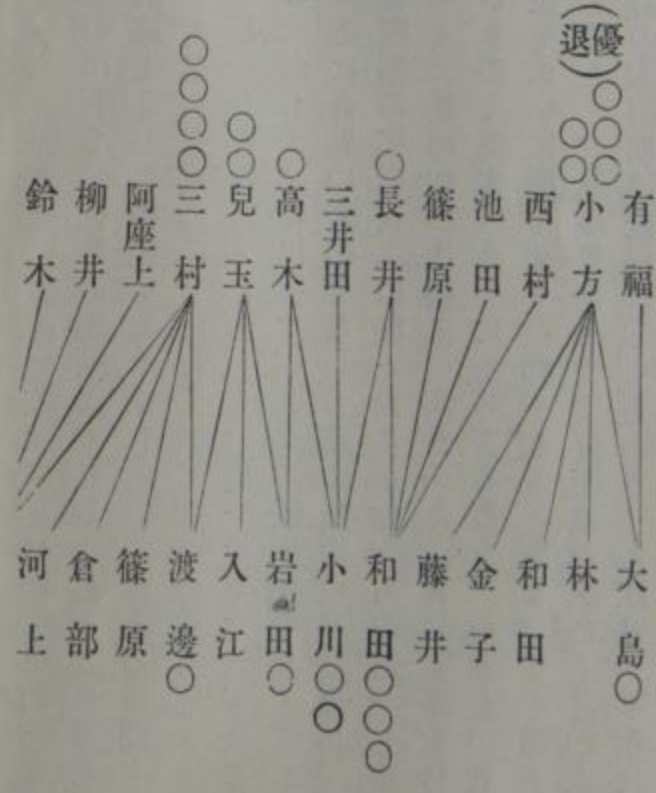 （優退）
○○○○○小方
有福
西村
池田
篠原
○長井
三井田
○高木
○○兒玉
○○○○三村
阿座上
柳井
鈴木
大島○
林
和田
金子
藤井
和田○○○
小川○○
岩田○
入江
渡邊○
篠原
倉部
河上